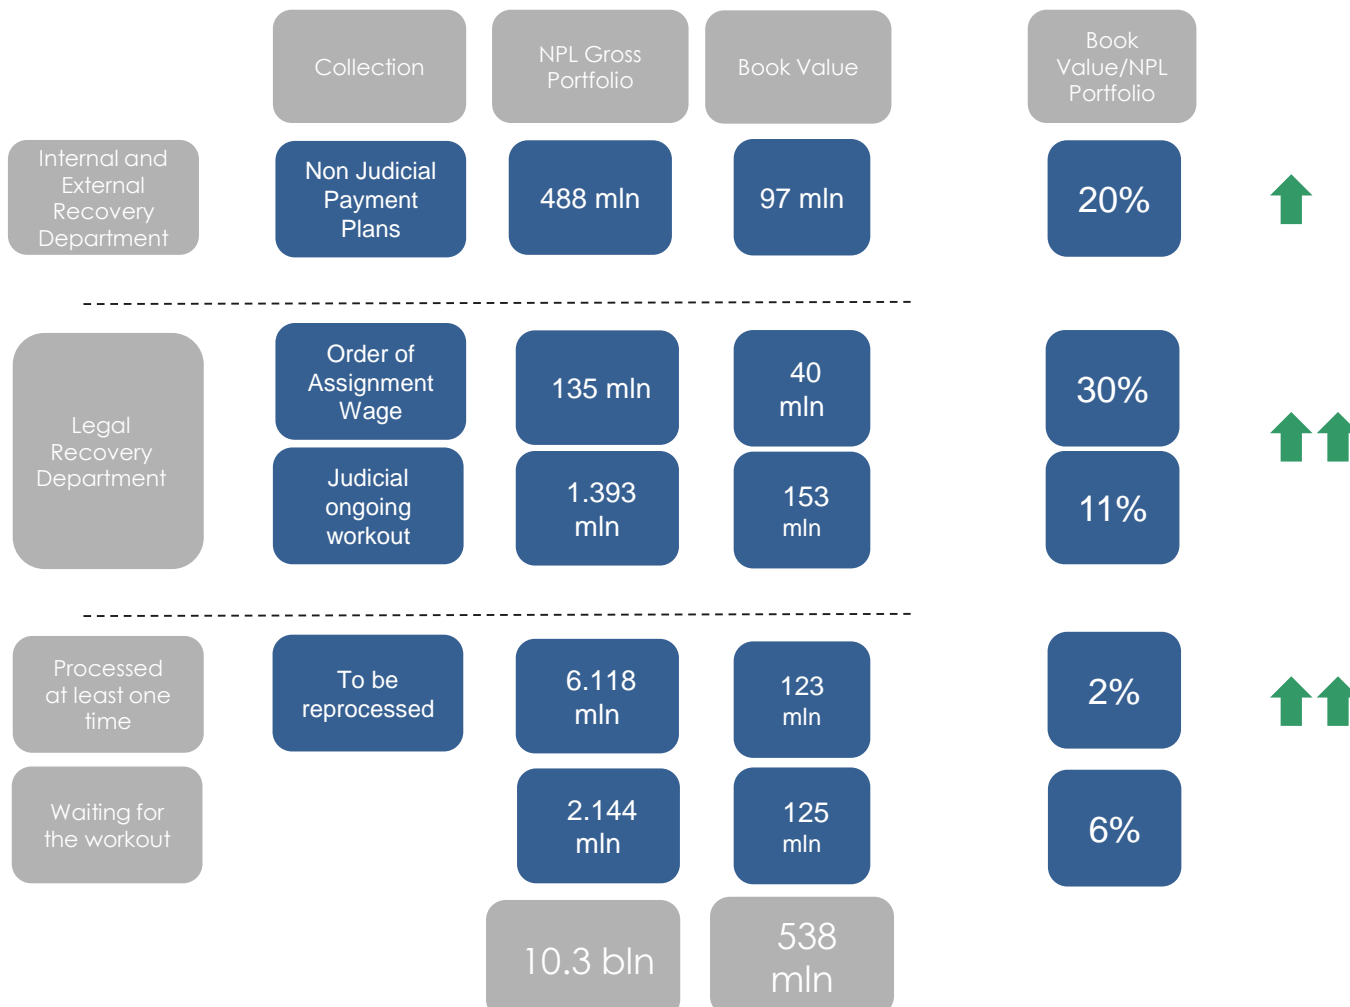 Collection
NPL Gross
Portfolio
Book Value
Book
Value/NPL
Portfolio
Internal and
External
Recovery
Department
Non Judicial
Payment
Plans
488 mln
97 mln
20%
Legal
Recovery
Department
Order of
Assignment
Wage
135 mln
40
mln
30%
Judicial
ongoing
workout
1.393
mln
153
mln
11%
Processed
at least one
time
To be
reprocessed
6.118
mln
123
mln
2%
Waiting for
the workout
2.144
mln
125
mln
6%
10.3 bln
538
mln